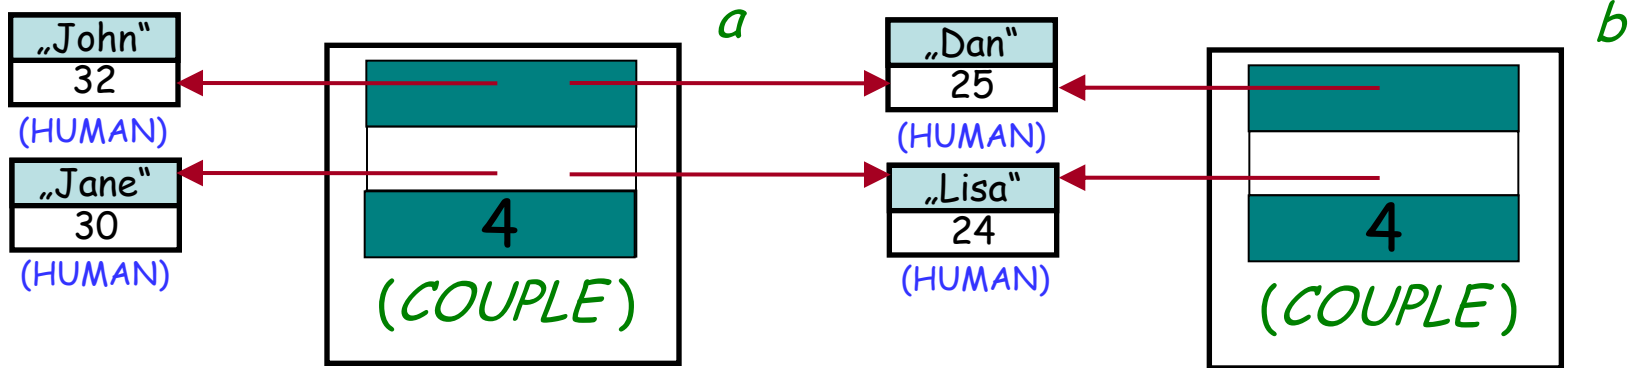 „John“
32
(HUMAN)
„Jane“
30
(HUMAN)
a
4
(COUPLE)
„Dan“
25
(HUMAN)
„Lisa“
24
(HUMAN)
b
4
(COUPLE)